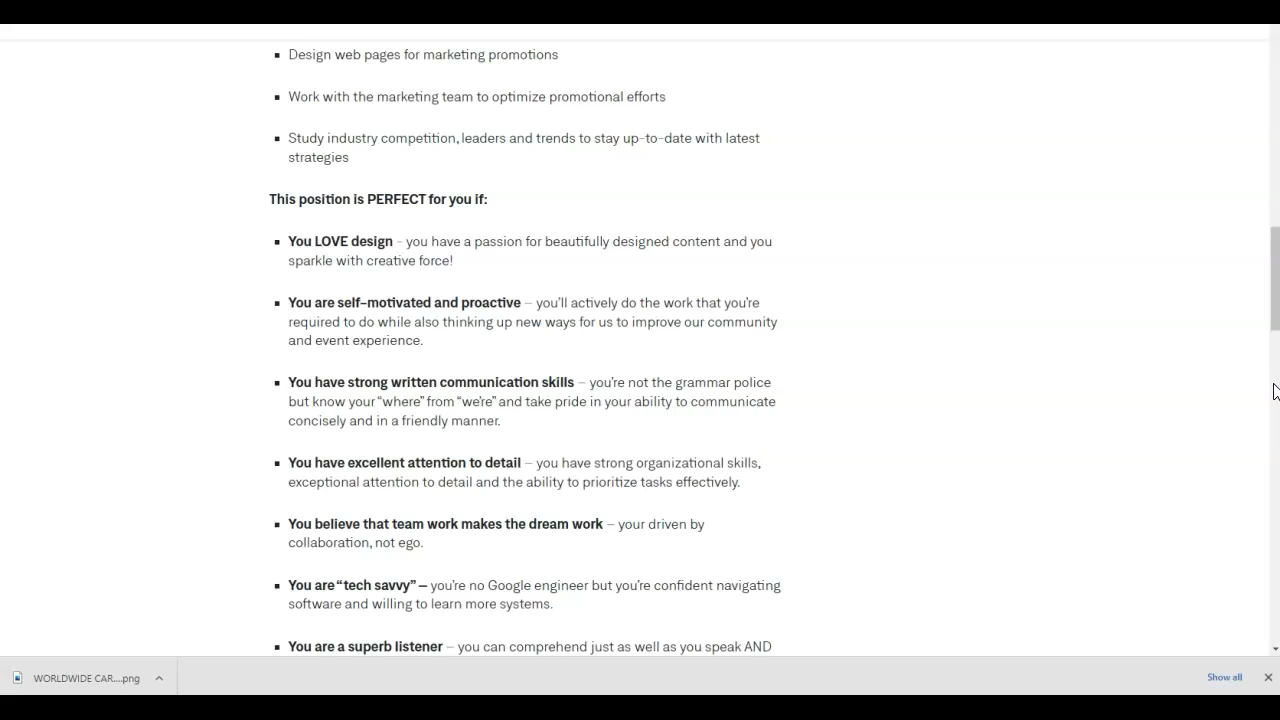 Design web pages for marketing promotions
Work with the marketing team to optimize promotional efforts
Study industry competition, leaders and trends to stay up-to-date with latest
strategies
This position is PERFECT for you if:
You LOVE design - you have a passion for beautifully designed content and you
sparkle with creative force!
You are self-motivated and proactive – you'll actively do the work that you're
required to do while also thinking up new ways for us to improve our community
and event experience.
You have strong written communication skills – you're not the grammar police
but know your “where” from “we're” and take pride in your ability to communicate
concisely and in a friendly manner.
You have excellent attention to detail – you have strong organizational skills,
exceptional attention to detail and the ability to prioritize tasks effectively.
You believe that team work makes the dream work – your driven by
collaboration, not ego.
You are “tech savvy” – you're no Google engineer but you're confident navigating
software and willing to learn more systems.
You are a superb listener – you can comprehend just as well as you speak AND
WORLDWIDE CAR....png
Show all